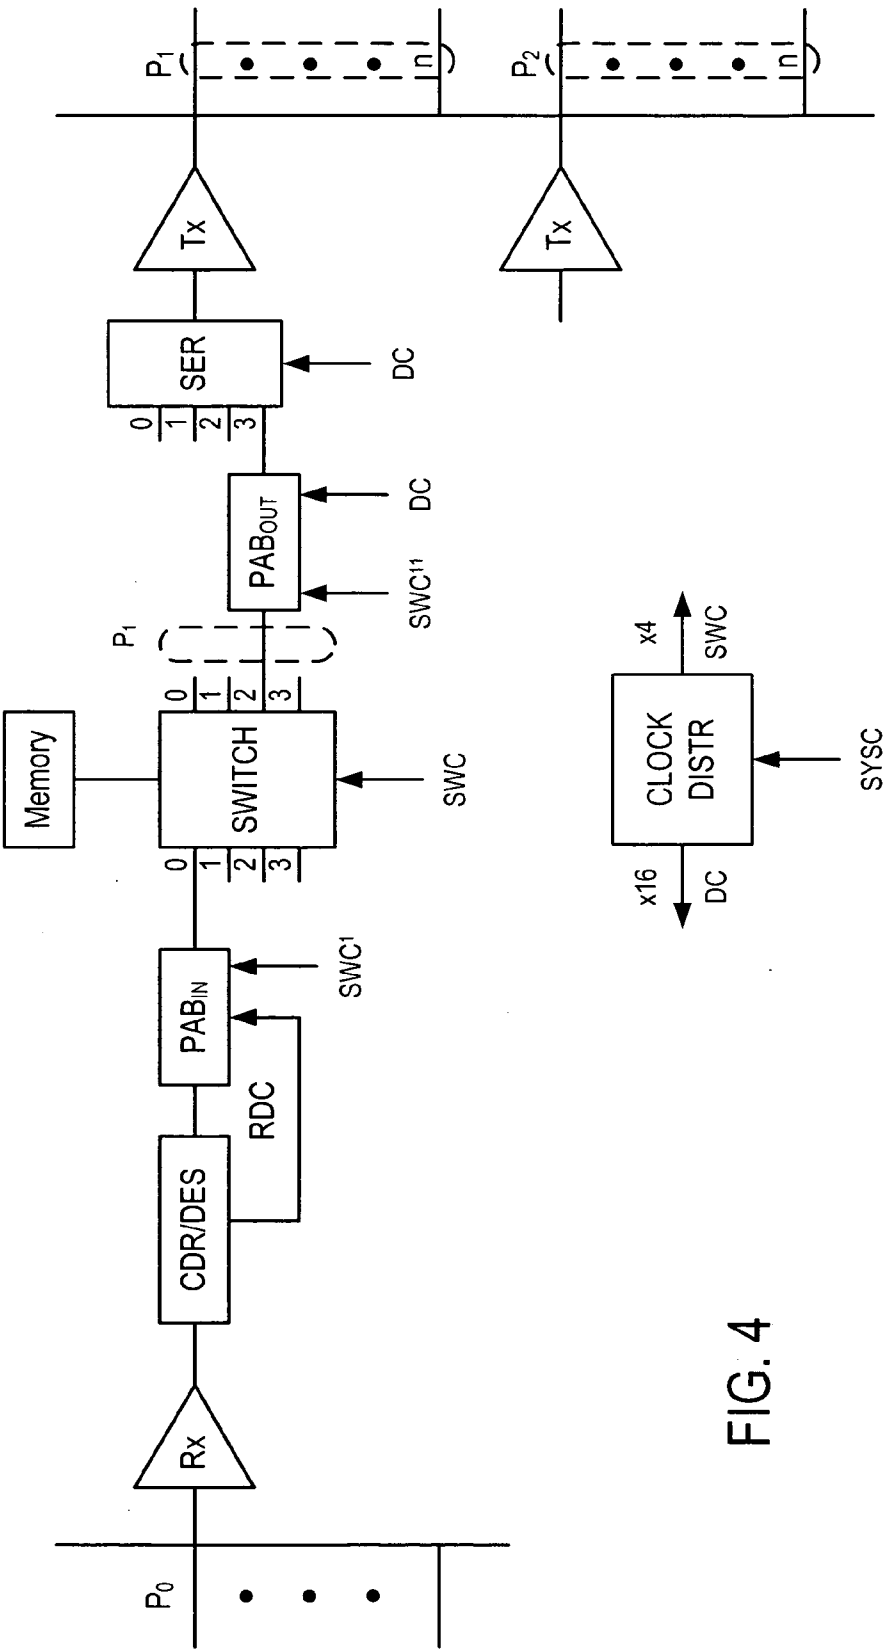 Memory
P1
P1
P2
n
n
P0
Rx
CDR/DES
PABIN
0
1
2
3
SWITCH
0
1
2
3
PABOUT
0
1
2
3
SER
Tx
Tx
RDC
SWC1
SWC
SWC11
DC
DC
x16
DC
CLOCK
DISTR
x4
SWC
SYSC
FIG. 4